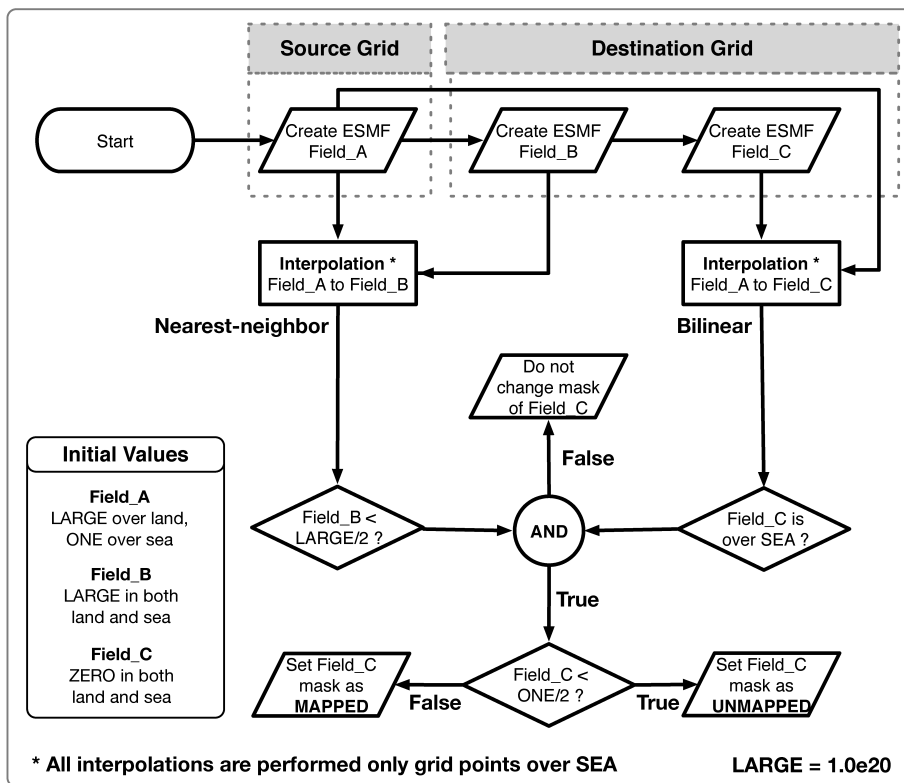 Source Grid
Destination Grid
Start
Create ESMF
Field_A
Create ESMF
Field_B
Create ESMF
Field_C
Interpolation *
Field_A to Field_B
Interpolation *
Field_A to Field_C
Nearest-neighbor
Bilinear
Do not
change mask
of Field_C
False
Initial Values
Field_A
LARGE over land,
ONE over sea
Field_B
LARGE in both
land and sea
Field_C
ZERO in both
land and sea
Field_B <
LARGE/2 ?
AND
Field_C is
over SEA ?
True
Set Field_C
mask as
MAPPED
False
Field_C <
ONE/2 ?
True
Set Field_C
mask as
UNMAPPED
* All interpolations are performed only grid points over SEA
LARGE = 1.0e20